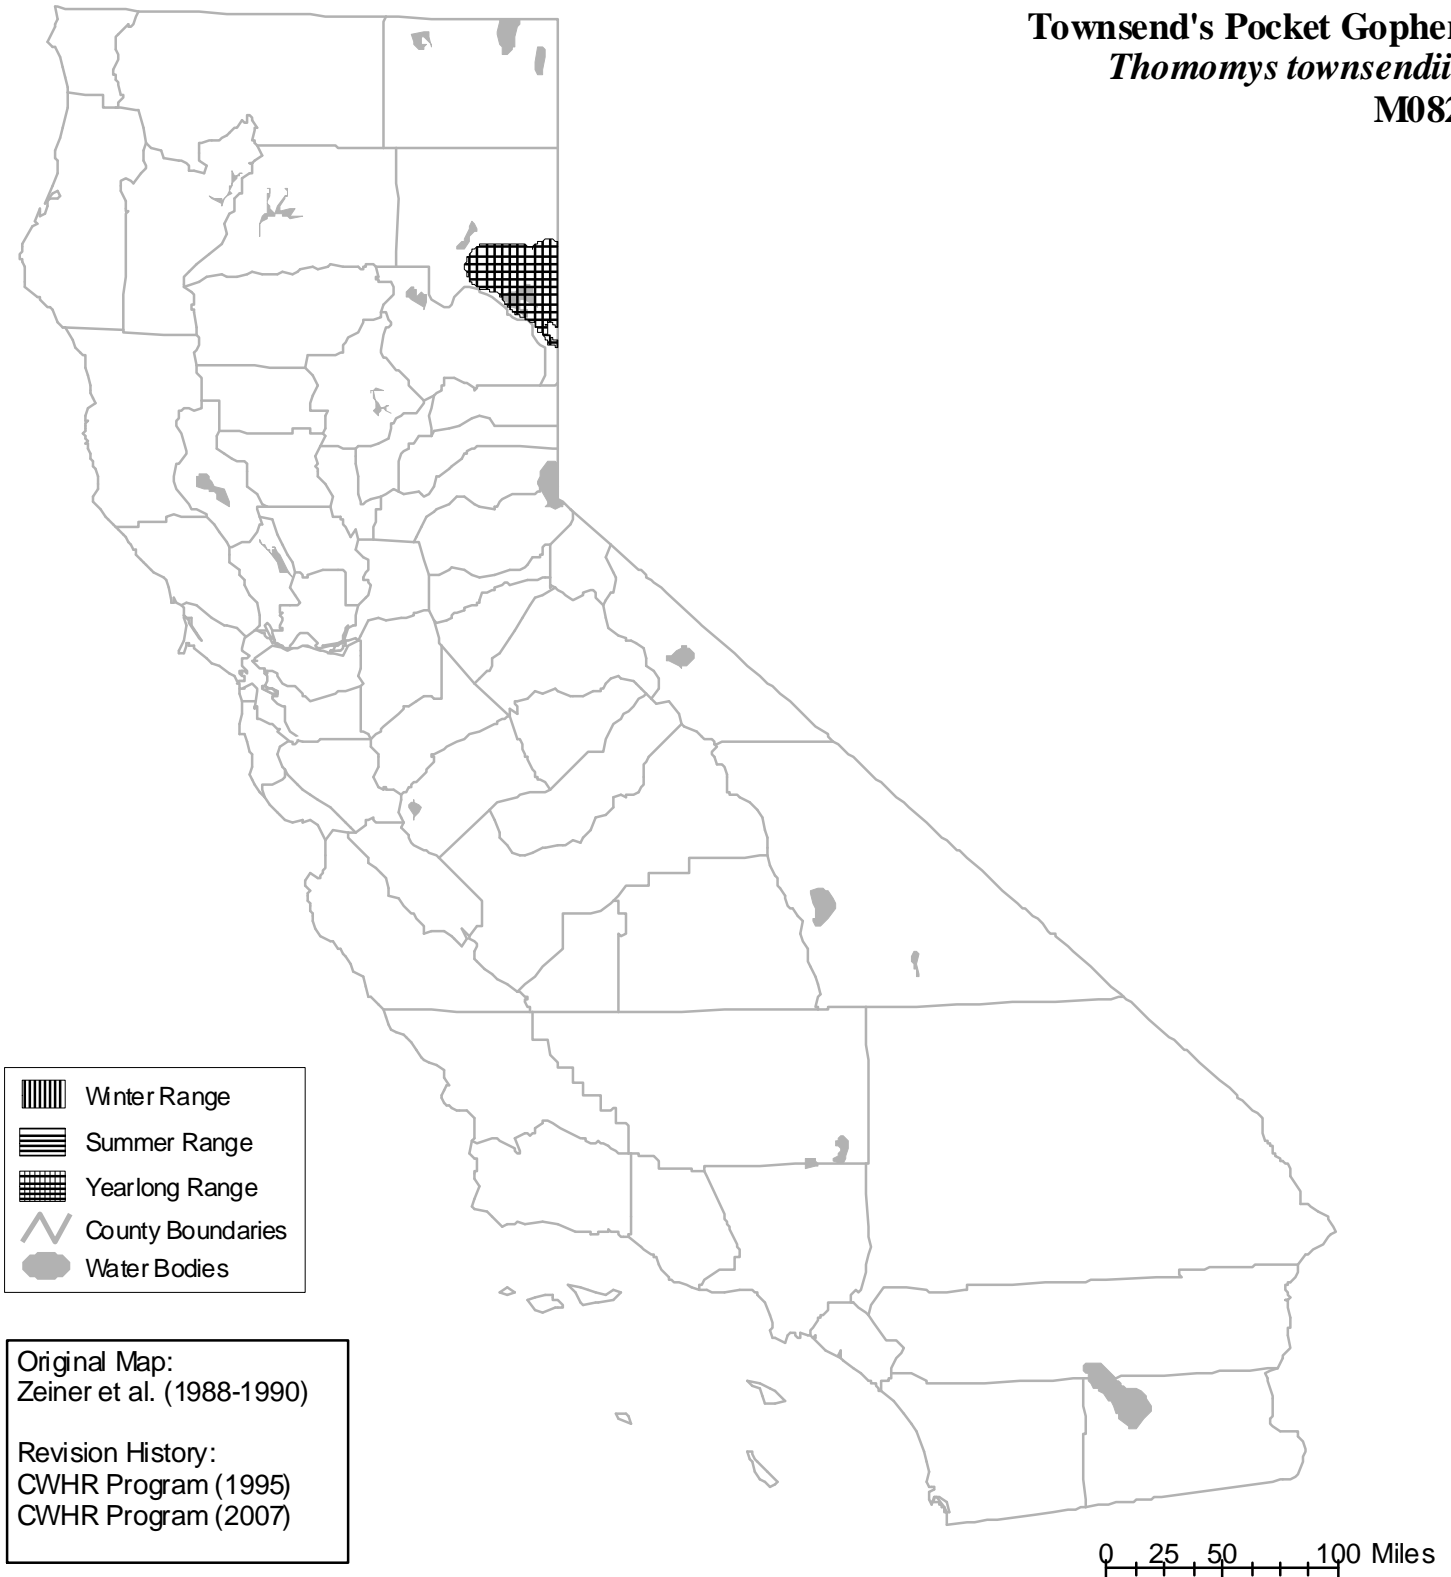 Townsend's Pocket Gopher
Thomomys townsendii
M082
Winter Range
Summer Range
Yearlong Range
County Boundaries
Water Bodies
Original Map:
Zeiner et al. (1988-1990)
Revision History:
CWHR Program (1995)
CWHR Program (2007)
0 25 50 100 Miles